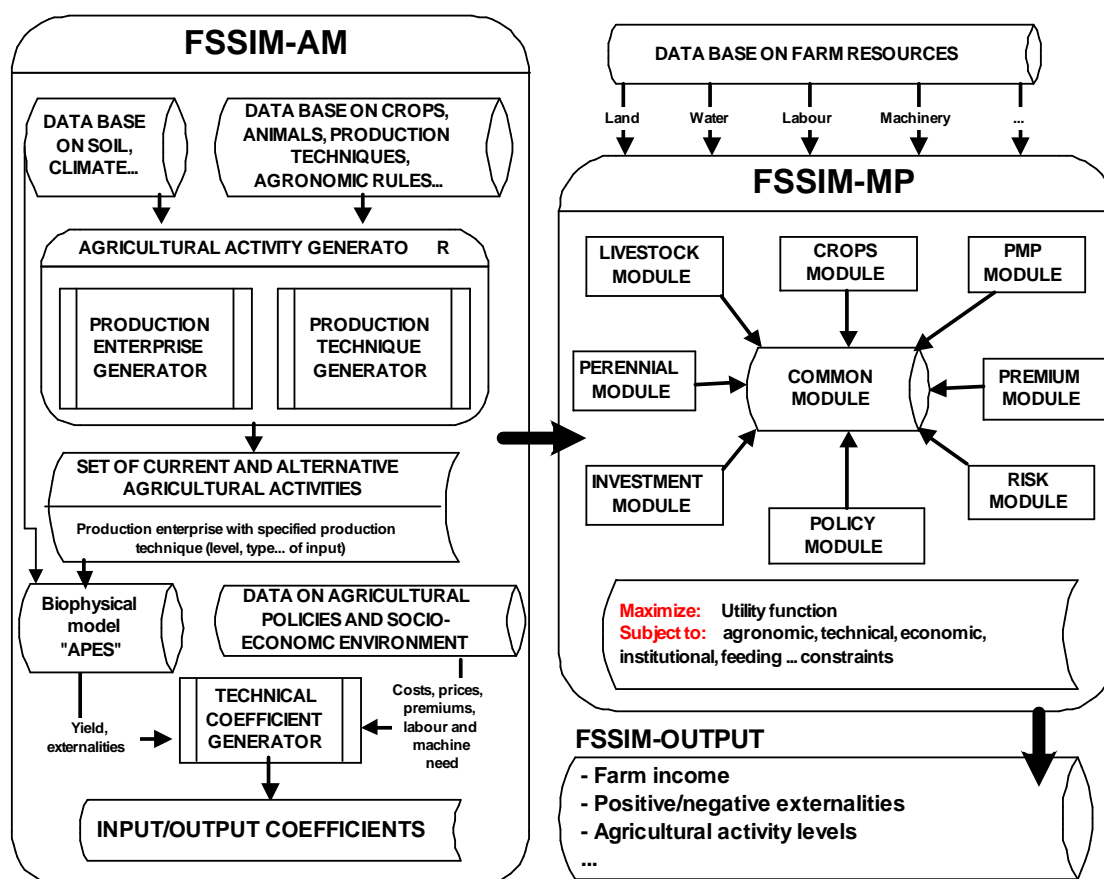 FSSIM-AM
DATA BASE
ON SOIL,
CLIMATE...
DATA BASE ON CROPS,
ANIMALS, PRODUCTION
TECHNIQUES,
AGRONOMIC RULES...
AGRICULTURAL ACTIVITY GENERATO R
PRODUCTION
ENTERPRISE
GENERATOR
PRODUCTION
TECHNIQUE
GENERATOR
SET OF CURRENT AND ALTERNATIVE
AGRICULTURAL ACTIVITIES
Production enterprise with specified production
technique (level, type... of input)
Biophysical
model
"APES"
DATA ON AGRICULTURAL
POLICIES AND SOCIO-
ECONOMC ENVIRONMENT
Yield,
externalities
TECHNICAL
COEFFICIENT
GENERATOR
Costs, prices,
premiums,
labour and
machine
need
INPUT/OUTPUT COEFFICIENTS
DATA BASE ON FARM RESOURCES
Land
Water
Labour
Machinery
...
FSSIM-MP
LIVESTOCK
MODULE
CROPS
MODULE
PMP
MODULE
PERENNIAL
MODULE
COMMON
MODULE
PREMIUM
MODULE
INVESTMENT
MODULE
POLICY
MODULE
RISK
MODULE
Maximize: Utility function
Subject to: agronomic, technical, economic,
institutional, feeding ... constraints
FSSIM-OUTPUT
- Farm income
- Positive/negative externalities
- Agricultural activity levels
...